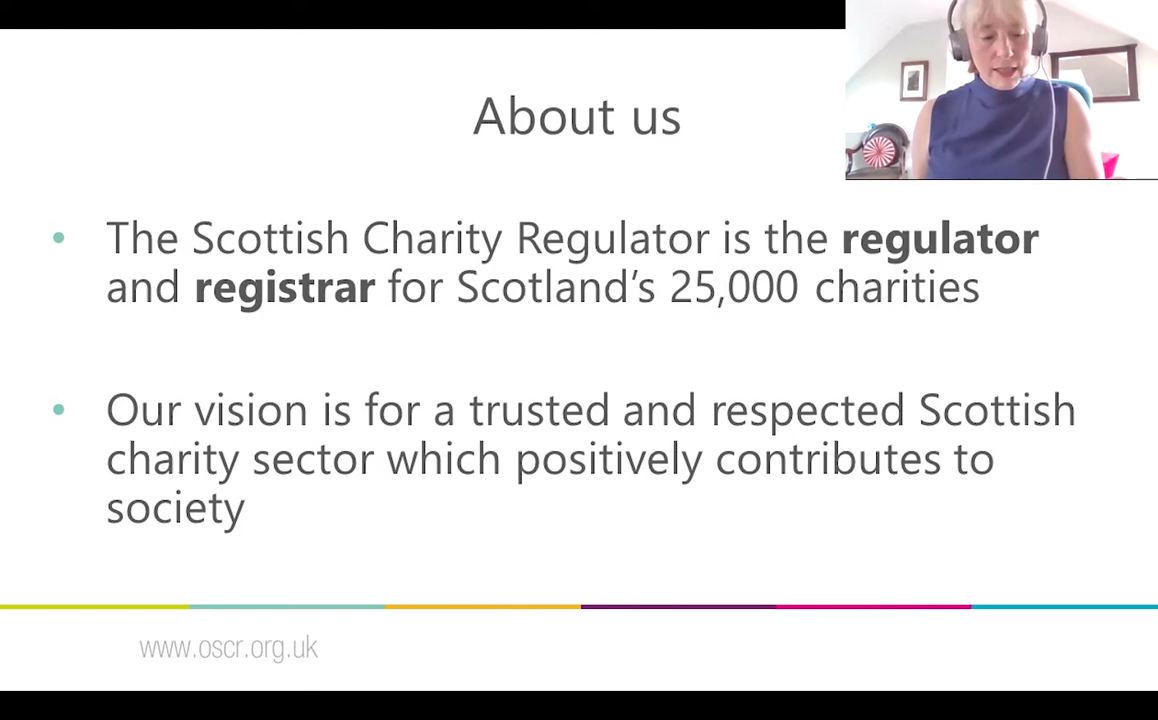 About us
• The Scottish Charity Regulator is the regulator
and registrar for Scotland’s 25,000 charities
• Our vision is for a trusted and respected Scottish
charity sector which positively contributes to
society
www.oscr.org.uk